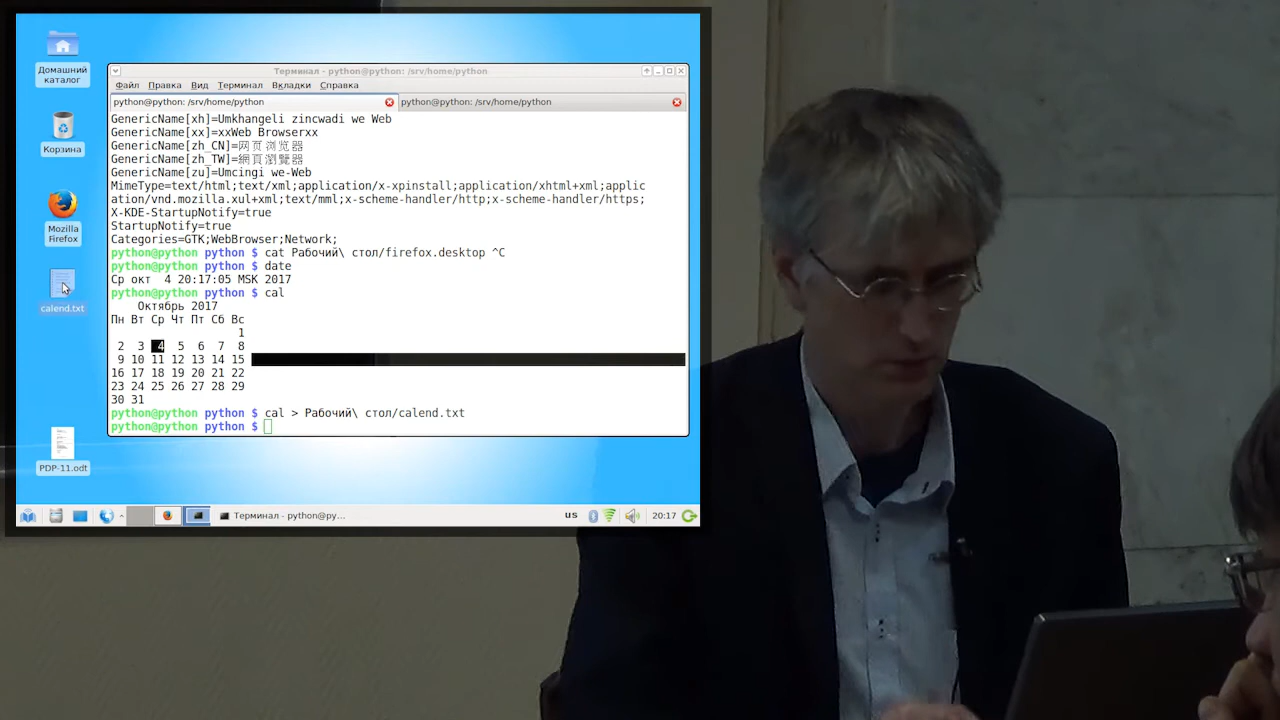 Домашний
каталог
Корзина
Mozilla
Firefox
calend.txt
PDP-11.odt
Терминал - python@python: /srv/home/python
Файл Правка Вид Терминал Вкладки Справка
python@python: /srv/home/python
python@python: /srv/home/python
GenericName[xh]=Umkhangeli zincwadi we Web
GenericName[xx]=xxWeb Browserxx
GenericName[zh_CN]=网页浏览器
GenericName[zh_TW]=網頁瀏覽器
GenericName[zu]=Umcingi we-Web
MimeType=text/html;text/xml;application/x-xpinstall;application/xhtml+xml;applic
ation/vnd.mozilla.xul+xml;text/mml;x-scheme-handler/http;x-scheme-handler/https;
X-KDE-StartupNotify=true
StartupNotify=true
Categories=GTK;WebBrowser;Network;
python@python python $ cat Рабочий\ стол/firefox.desktop ^C
python@python python $ date
Ср окт  4 20:17:05 MSK 2017
python@python python $ cal
Октябрь 2017
Пн Вт Ср Чт Пт Сб Вс
1
2 3 4 5 6 7 8
9 10 11 12 13 14 15
16 17 18 19 20 21 22
23 24 25 26 27 28 29
30 31
python@python python $ cal > Рабочий\ стол/calend.txt
python@python python $
Терминал - python@py...
us
20:17